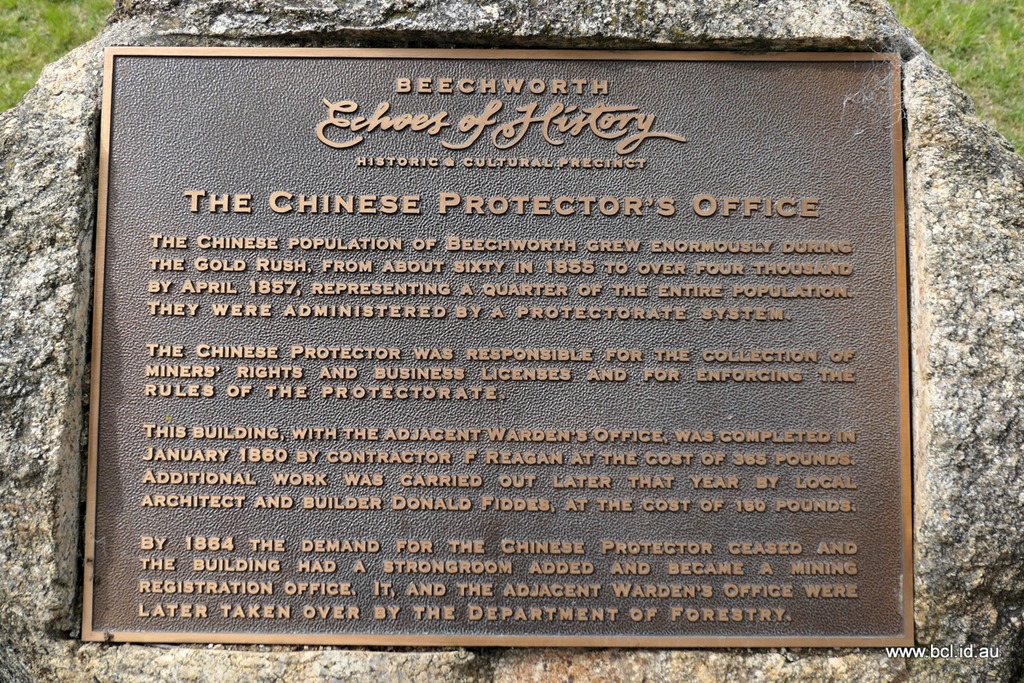 BEECHWORTH
Echoes of History
HISTORIC & CULTURAL PRECINCT
THE CHINESE PROTECTOR'S OFFICE
THE CHINESE POPULATION OF BEECHWORTH GREW ENORMOUSLY DURING
THE GOLD RUSH, FROM ABOUT SIXTY IN 1855 TO OVER FOUR THOUSAND
BY APRIL 1857, REPRESENTING A QUARTER OF THE ENTIRE POPULATION.
THEY WERE ADMINISTERED BY A PROTECTORATE SYSTEM.
THE CHINESE PROTECTOR WAS RESPONSIBLE FOR THE COLLECTION OF
MINERS' RIGHTS AND BUSINESS LICENSES AND FOR ENFORCING THE
RULES OF THE PROTECTORATE.
THIS BUILDING, WITH THE ADJACENT WARDEN'S OFFICE, WAS COMPLETED IN
JANUARY 1860 BY CONTRACTOR F REAGAN AT THE COST OF 365 POUNDS.
ADDITIONAL WORK WAS CARRIED OUT LATER THAT YEAR BY LOCAL
ARCHITECT AND BUILDER DONALD FIDDES, AT THE COST OF 160 POUNDS.
BY 1864 THE DEMAND FOR THE CHINESE PROTECTOR CEASED AND
THE BUILDING HAD A STRONGROOM ADDED AND BECAME A MINING
REGISTRATION OFFICE. IT, AND THE ADJACENT WARDEN'S OFFICE WERE
LATER TAKEN OVER BY THE DEPARTMENT OF FORESTRY.
www.bcl.id.au